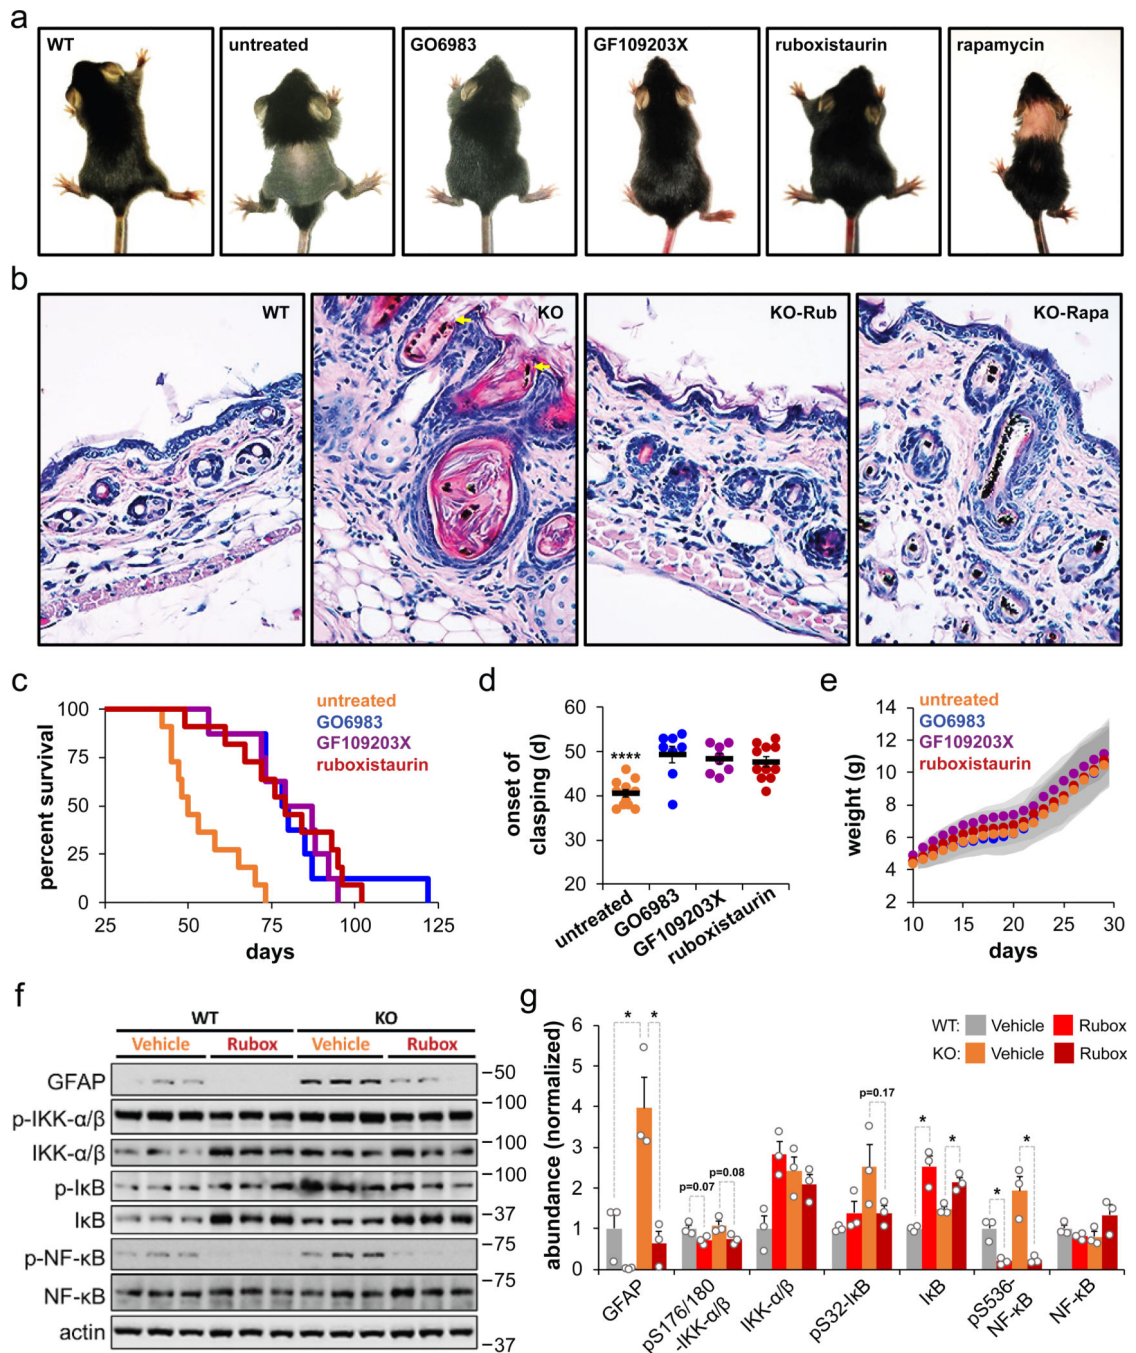 a
WT
untreated
GO6983
GF109203X
ruboxistaurin
rapamycin
b
WT
KO
KO-Rub
KO-Rapa
c
untreated
GO6983
GF109203X
ruboxistaurin
100
75
50
25
0
percent survival
25
75
100
125
days
d
60
50
40
30
20
onset of
clasping (d)
****
untreated
GO6983
GF109203X
ruboxistaurin
e
untreated
GO6983
GF109203X
ruboxistaurin
14
12
10
8
6
4
2
weight (g)
10
15
20
25
30
days
f
WT
KO
Vehicle
Rubox
Vehicle
Rubox
GFAP
p-IKK-α/β
IKK-α/β
p-IκB
IκB
p-NF-κB
NF-κB
actin
50
100
100
100
37
75
75
37
g
WT: Vehicle Rubox
KO: Vehicle Rubox
6
5
4
3
2
1
0
abundance (normalized)
* *
p=0.07
p=0.08
p=0.17
* *
* *
GFAP
pS176/180
-IKK-α/β
IKK-α/β
pS32-IκB
IκB
pS536-
NF-κB
NF-κB